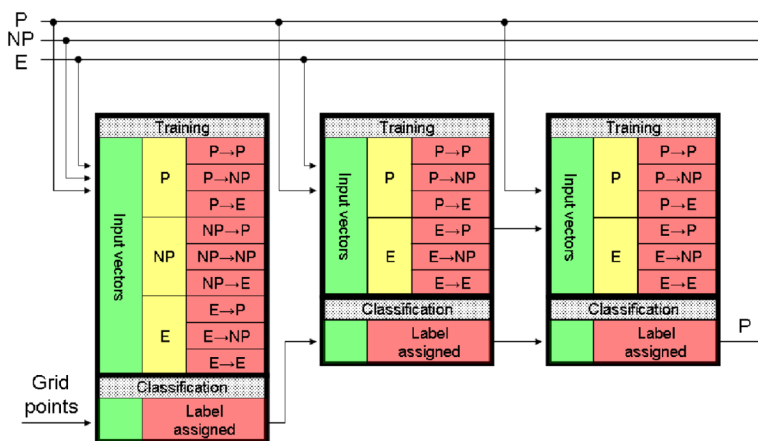 P
NP
E
Training
Input vectors
P
P→P
P→NP
P→E
NP
NP→P
NP→NP
NP→E
E
E→P
E→NP
E→E
Classification
Label
assigned
Grid
points
Training
Input vectors
P
P→P
P→NP
P→E
E
E→P
E→NP
E→E
Classification
Label
assigned
Training
Input vectors
P
P→P
P→NP
P→E
E
E→P
E→NP
E→E
Classification
Label
assigned
P